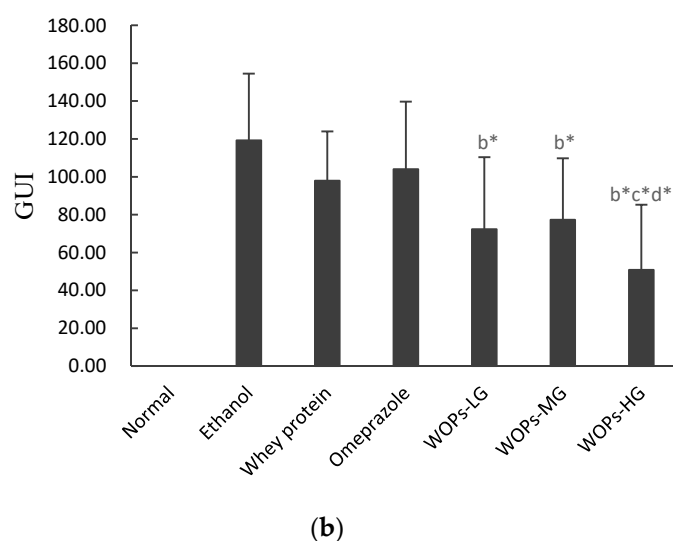 180.00
160.00
140.00
120.00
100.00
80.00
60.00
40.00
20.00
0.00
GUI
b*
b*
b*c*d*
Normal
Ethanol
Whey protein
Omeprazole
WOPs-LG
WOPs-MG
WOPs-HG
(b)